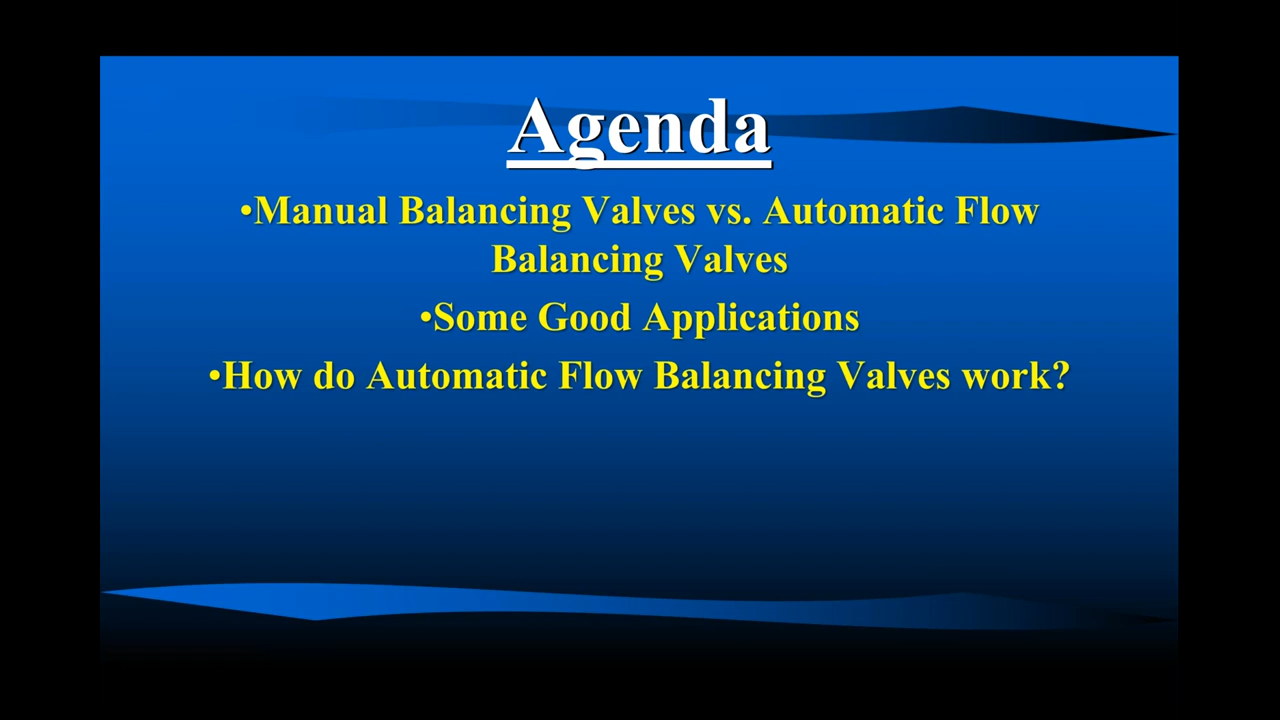 Agenda
•Manual Balancing Valves vs. Automatic Flow
Balancing Valves
•Some Good Applications
•How do Automatic Flow Balancing Valves work?